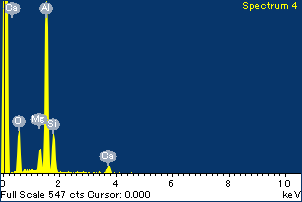 Spectrum 4
Ca Al
O Mg Si Ca
0 2 4 6 8 10
Full Scale 547 cts Cursor: 0.000 keV